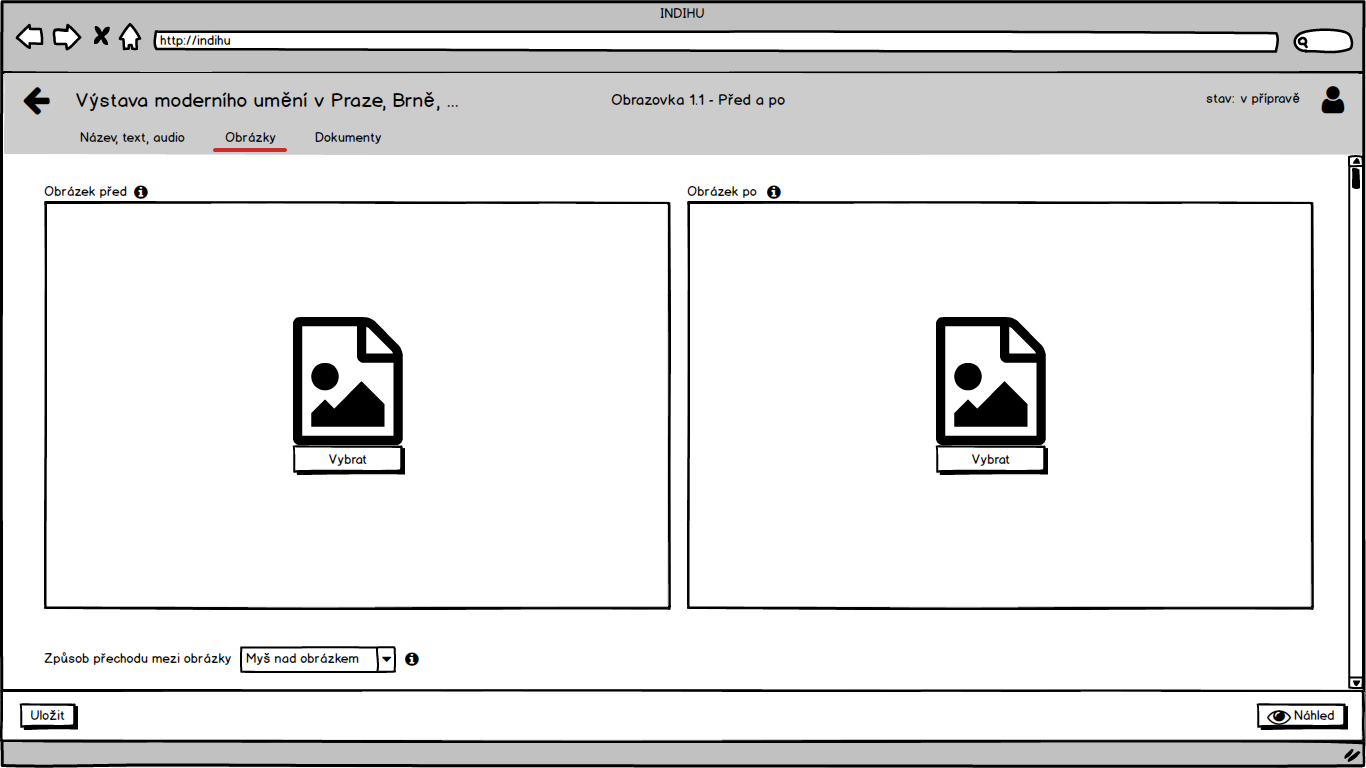 INDIHU
http://indihu
Výstava moderního umění v Praze, Brně, ...
Obrazovka 1.1 - Před a po
stav: v přípravě
Název, text, audio
Obrázky
Dokumenty
Obrázek před
Obrázek po
Vybrat
Vybrat
Způsob přechodu mezi obrázky
Myš nad obrázkem
Uložit
Náhled